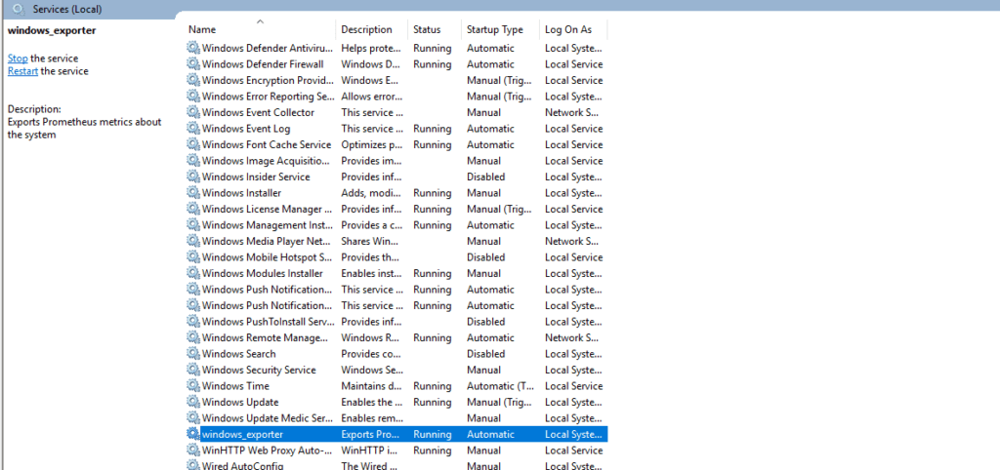 Services (Local)
windows_exporter
Stop the service
Restart the service
Description:
Exports Prometheus metrics about
the system
Name Description Status Startup Type Log On As
Windows Defender Antiviru... Helps prote... Running Automatic Local Syste...
Windows Defender Firewall Windows D... Running Automatic Local Service
Windows Encryption Provid... Windows E... Manual (Trig... Local Service
Windows Error Reporting Se... Allows error... Manual (Trig... Local Syste...
Windows Event Collector This service ... Manual Network S...
Windows Event Log This service ... Running Automatic Local Service
Windows Font Cache Service Optimizes p... Running Automatic Local Service
Windows Image Acquisitio... Provides im... Manual Local Service
Windows Insider Service Provides inf... Disabled Local Syste...
Windows Installer Adds, modi... Running Manual Local Syste...
Windows License Manager ... Provides inf... Running Manual (Trig... Local Service
Windows Management Inst... Provides a c... Running Automatic Local Syste...
Windows Media Player Net... Shares Win... Manual Network S...
Windows Mobile Hotspot S... Provides th... Disabled Local Service
Windows Modules Installer Enables inst... Running Manual Local Syste...
Windows Push Notification... This service ... Running Automatic Local Syste...
Windows Push Notification... This service ... Running Automatic Local Syste...
Windows PushToInstall Serv... Provides inf... Disabled Local Syste...
Windows Remote Manage... Windows R... Running Automatic Network S...
Windows Search Provides co... Disabled Local Syste...
Windows Security Service Windows Se... Manual Local Syste...
Windows Time Maintains d... Running Automatic (T... Local Service
Windows Update Enables the ... Running Manual (Trig... Local Syste...
Windows Update Medic Ser... Enables rem... Manual Local Syste...
windows_exporter Exports Pro... Running Automatic Local Syste...
WinHTTP Web Proxy Auto-... WinHTTP i... Running Manual Local Service
Wired AutoConfig The Wired ... Manual Local Syste...